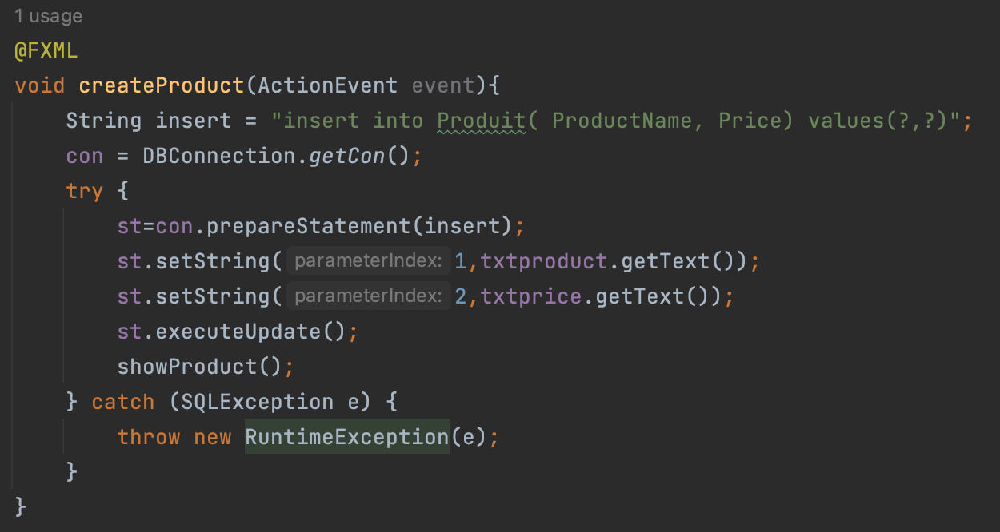 1 usage
@FXML
void createProduct(ActionEvent event){
String insert = "insert into Produit( ProductName, Price) values(?,?)";
con = DBConnection.getCon();
try {
st=con.prepareStatement(insert);
st.setString( parameterIndex: 1,txtproduct.getText());
st.setString( parameterIndex: 2,txtprice.getText());
st.executeUpdate();
showProduct();
} catch (SQLException e) {
throw new RuntimeException(e);
}
}